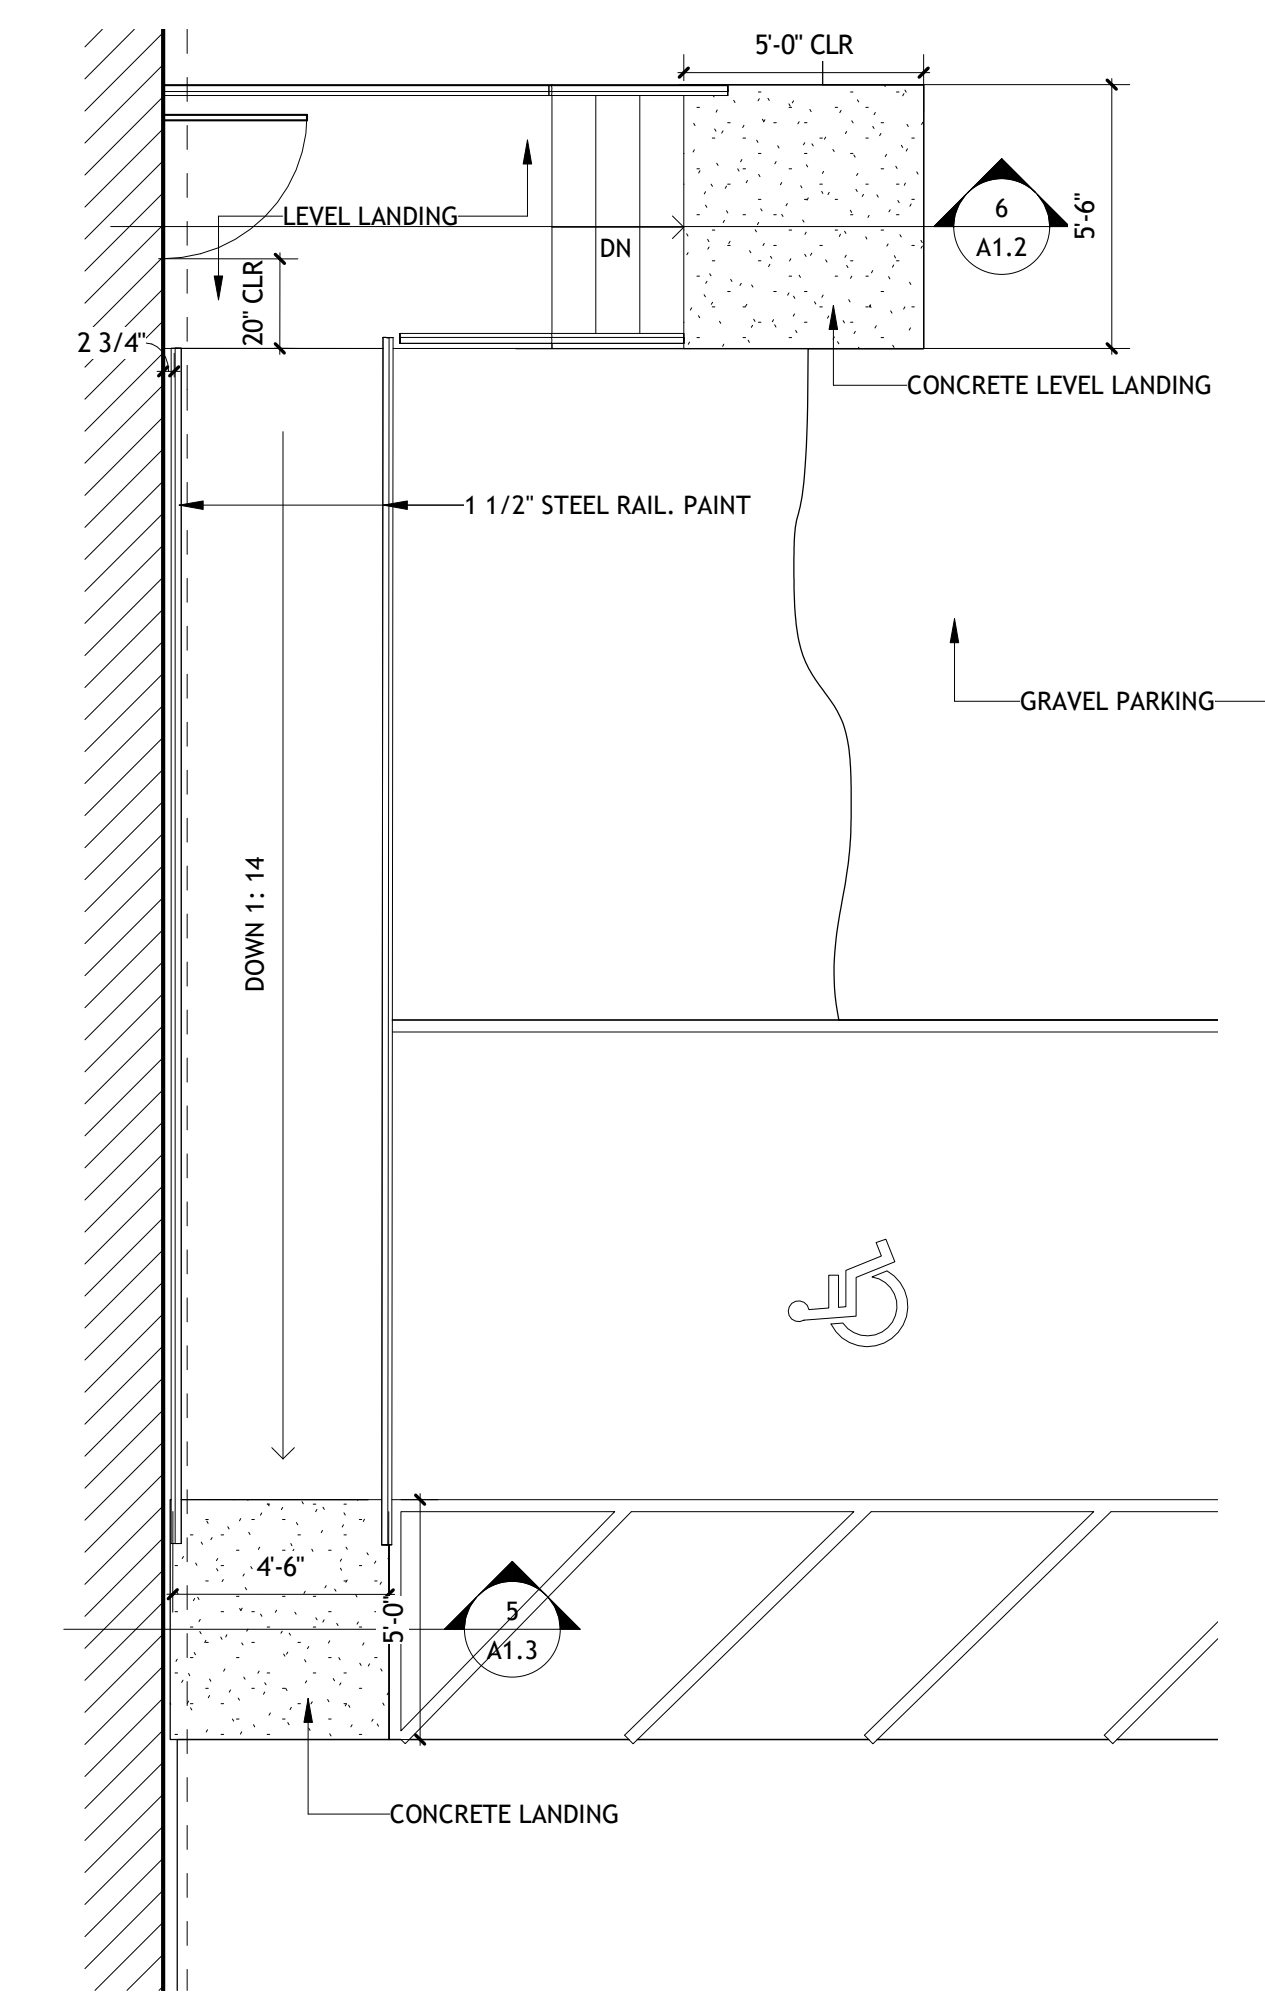 5'-0" CLR
6
A1.2
5'-6"
LEVEL LANDING
DN
20" CLR
2 3/4"
CONCRETE LEVEL LANDING
1 1/2" STEEL RAIL. PAINT
GRAVEL PARKING
DOWN 1: 14
4'-6"
5'-0"
5
A1.3
CONCRETE LANDING